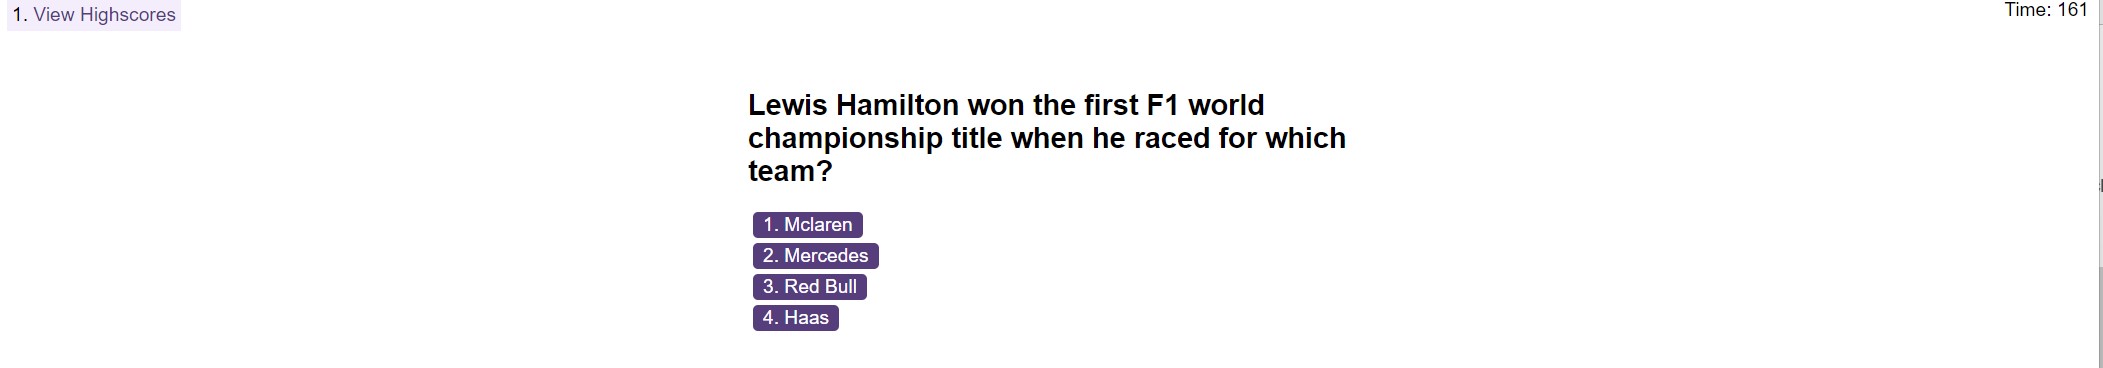 1. View Highscores
Time: 161
Lewis Hamilton won the first F1 world
championship title when he raced for which
team?
1. Mclaren
2. Mercedes
3. Red Bull
4. Haas